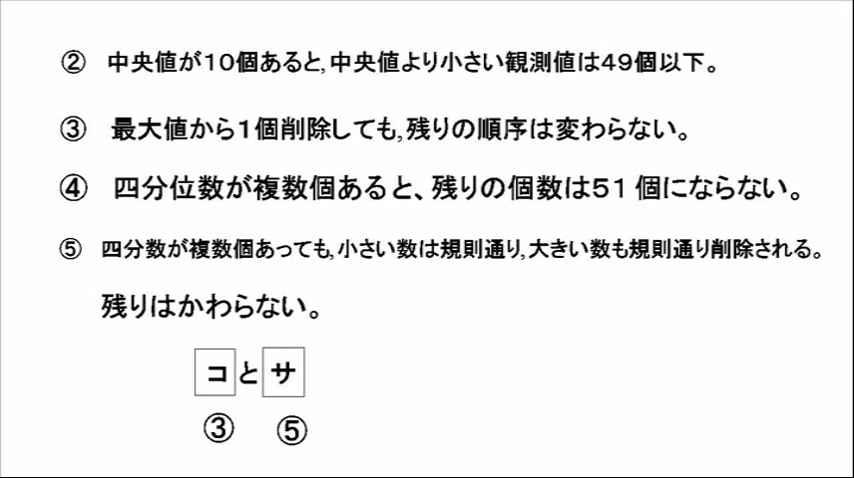 ② 中央値が１０個あると,中央値より小さい観測値は４９個以下。
③ 最大値から１個削除しても,残りの順序は変わらない。
④ 四分位数が複数個あると、残りの個数は５１個にならない。
⑤ 四分数が複数個あっても,小さい数は規則通り,大きい数も規則通り削除される。
残りはかわらない。
コとサ
③ ⑤